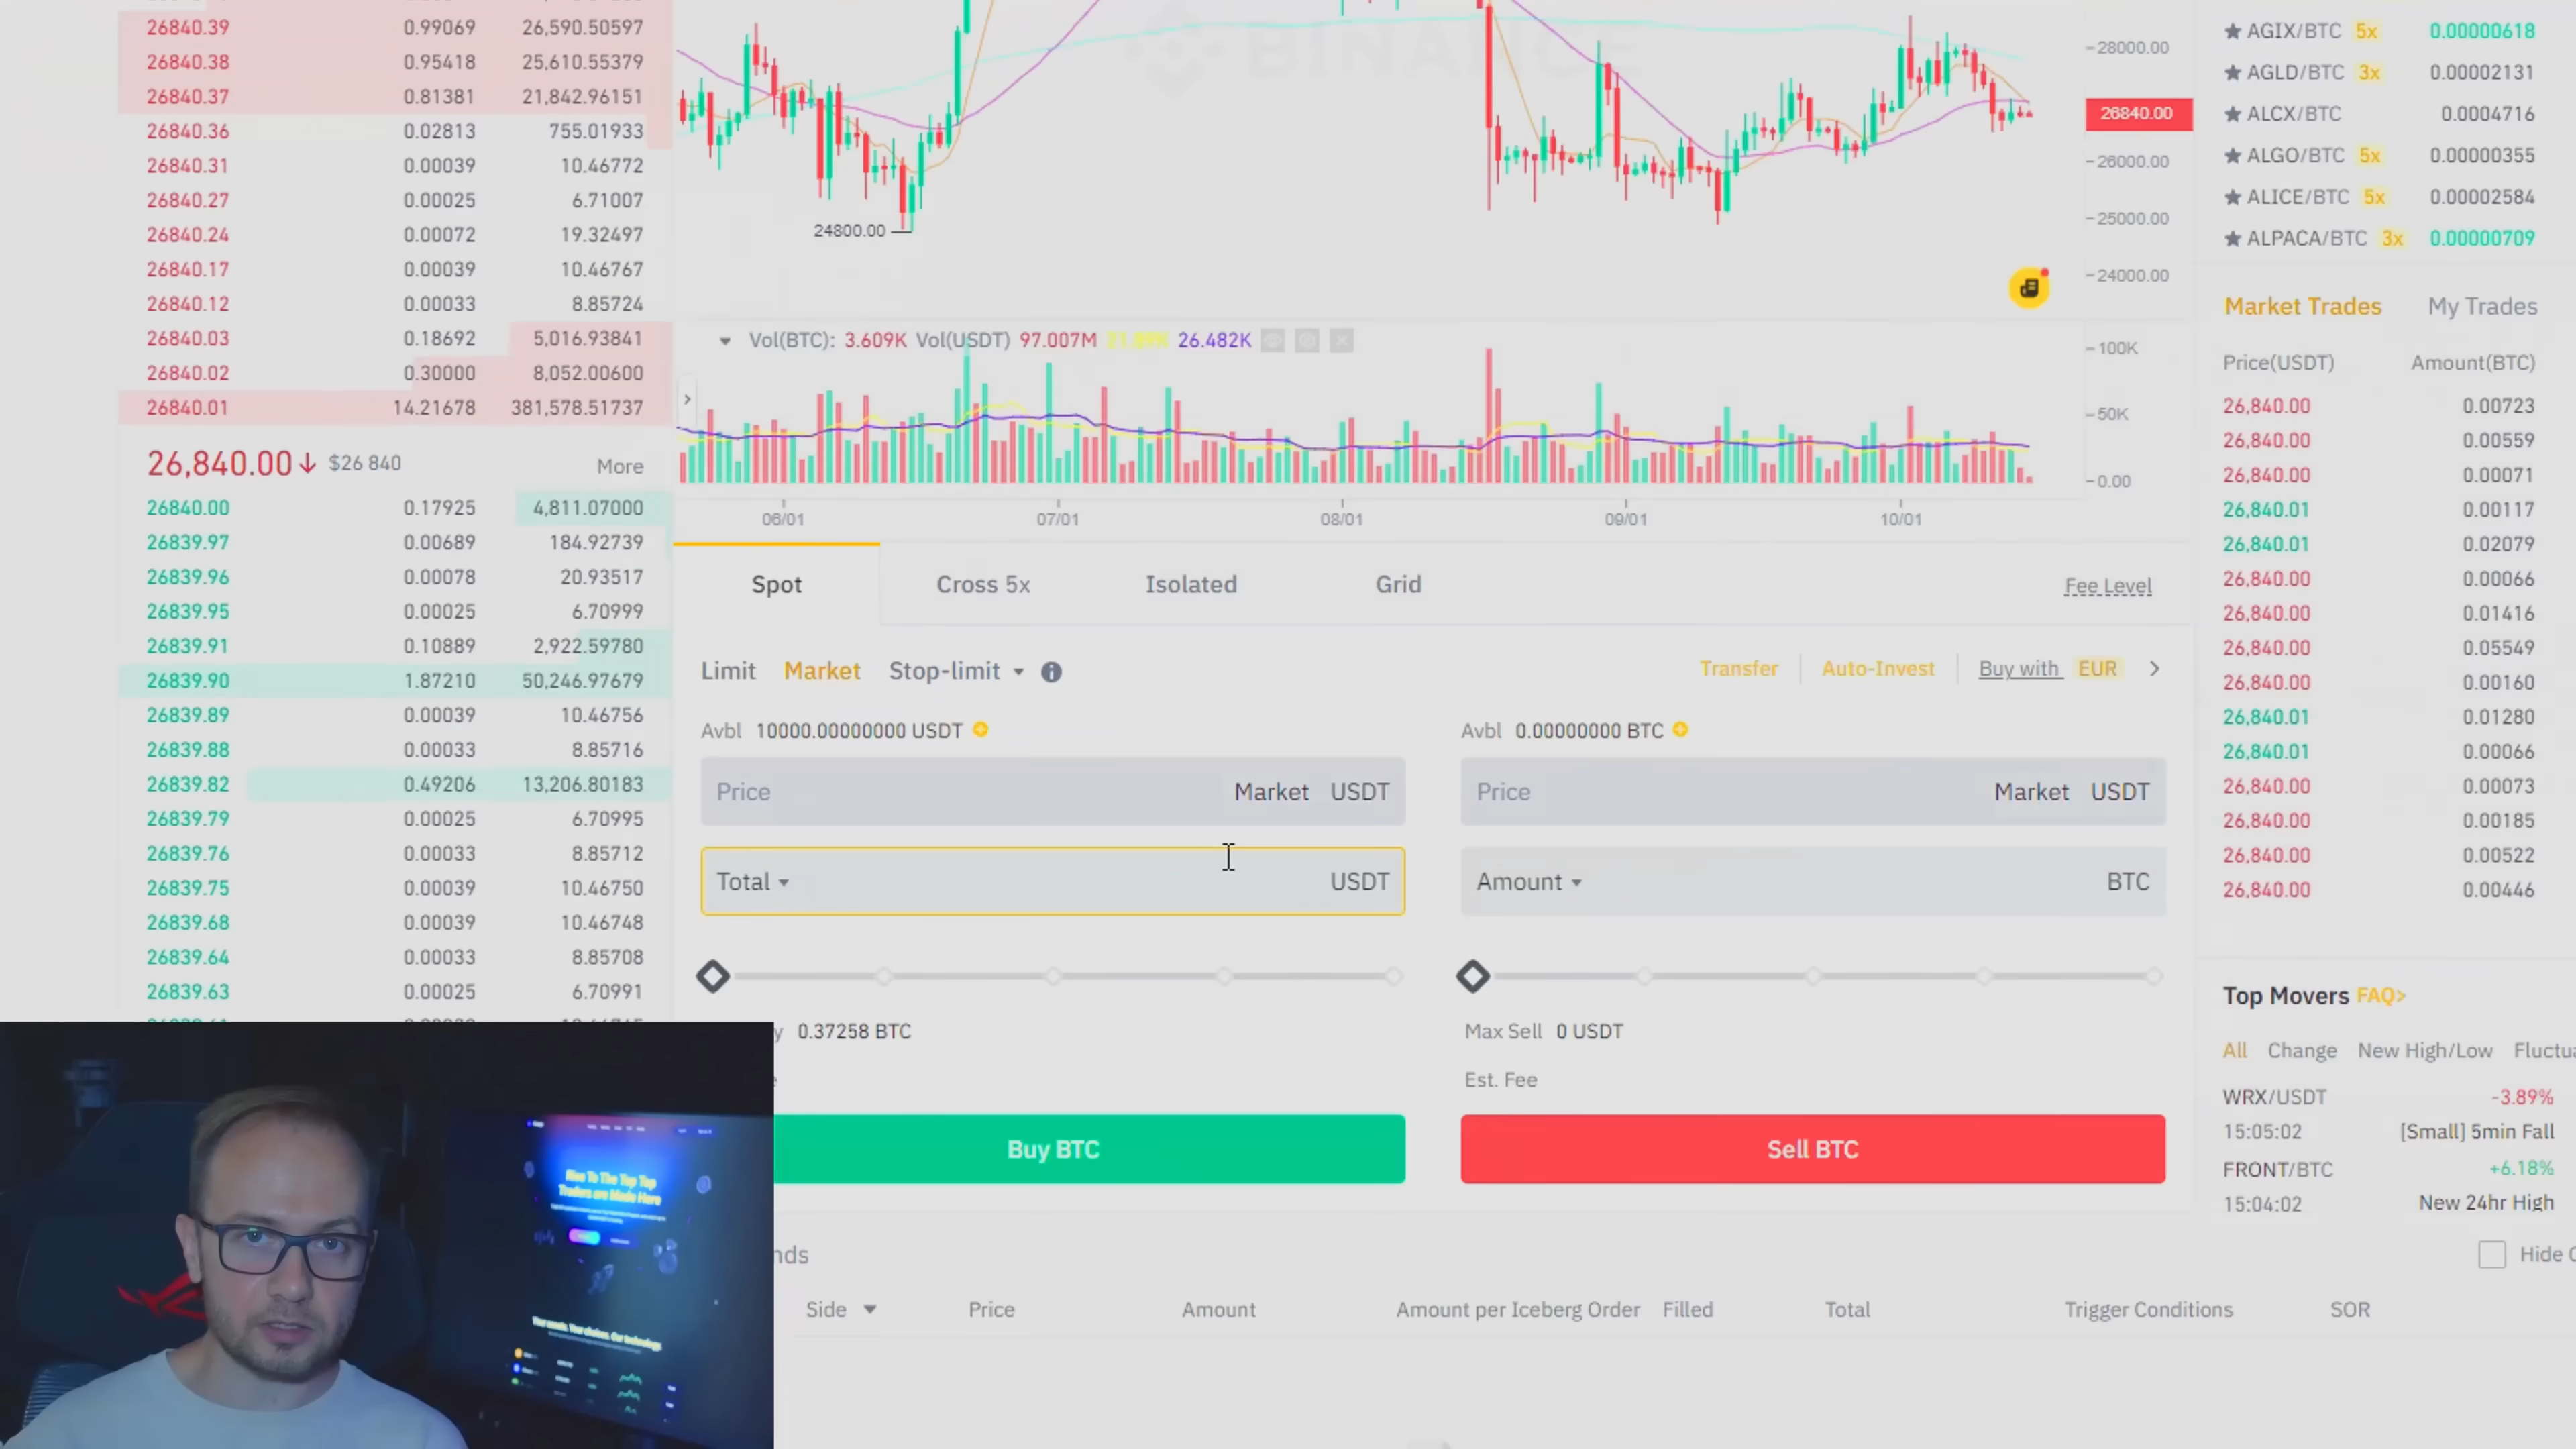 26840.39 0.99069 26,590.50597
26840.38 0.95418 25,610.55379
26840.37 0.81381 21,842.96151
26840.36 0.02813 755.01933
26840.31 0.00039 10.46772
26840.27 0.00025 6.71007
26840.24 0.00072 19.32497
26840.17 0.00039 10.46767
26840.12 0.00033 8.85724
26840.03 0.18692 5,016.93841
26840.02 0.30000 8,052.00600
26840.01 14.21678 381,578.51737
26,840.00↓ $26 840 More
26840.00 0.17925 4,811.07000
26839.97 0.00689 184.92739
26839.96 0.00078 20.93517
26839.95 0.00025 6.70999
26839.91 0.10889 2,922.59780
26839.90 1.87210 50,246.97679
26839.89 0.00039 10.46756
26839.88 0.00033 8.85716
26839.82 0.49206 13,206.80183
26839.79 0.00025 6.70995
26839.76 0.00033 8.85712
26839.75 0.00039 10.46750
26839.68 0.00039 10.46748
26839.64 0.00033 8.85708
26839.63 0.00025 6.70991
BINANCE
28000.00
26840.00
26000.00
25000.00
24000.00
24800.00
Vol(BTC): 3.609K Vol(USDT) 97.007M 26.482K
100K
50K
0.00
06/01 07/01 08/01 09/01 10/01
Spot Cross 5x Isolated Grid Fee Level
Limit Market Stop-limit Transfer Auto-Invest Buy with EUR
Avbl 10000.00000000 USDT
Price Market USDT
Total USDT
y 0.37258 BTC
Buy BTC
Avbl 0.00000000 BTC
Price Market USDT
Amount BTC
Max Sell 0 USDT
Est. Fee
Sell BTC
nds Hide
Side Price Amount Amount per Iceberg Order Filled Total Trigger Conditions SOR
AGIX/BTC 5x 0.00000618
AGLD/BTC 3x 0.00002131
ALCX/BTC 0.0004716
ALGO/BTC 5x 0.00000355
ALICE/BTC 5x 0.00002584
ALPACA/BTC 3x 0.00000709
Market Trades My Trades
Price(USDT) Amount(BTC)
26,840.00 0.00723
26,840.00 0.00559
26,840.00 0.00071
26,840.01 0.00117
26,840.01 0.02079
26,840.00 0.00066
26,840.00 0.01416
26,840.00 0.05549
26,840.00 0.00160
26,840.01 0.01280
26,840.01 0.00066
26,840.00 0.00073
26,840.00 0.00185
26,840.00 0.00522
26,840.00 0.00446
Top Movers FAQ>
All Change New High/Low Fluctua
WRX/USDT -3.89%
15:05:02 [Small] 5min Fall
FRONT/BTC +6.18%
15:04:02 New 24hr High
Rise To The Top Top
Traders are Made Here
Your assets. Your choices. Our technology.